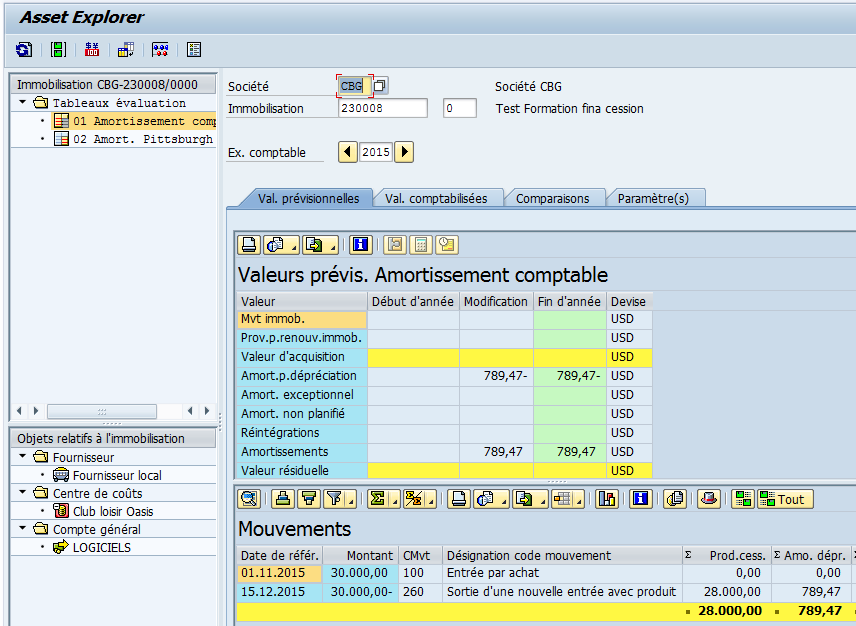 Asset Explorer
Immobilisation CBG-230008/0000
Tableaux évaluation
01 Amortissement comp
02 Amort. Pittsburgh
Société CBG Société CBG
Immobilisation 230008 0 Test Formation fina cession
Ex. comptable 2015
Val. prévisionnelles Val. comptabilisées Comparaisons Paramètre(s)
Valeurs prévis. Amortissement comptable
Valeur Début d'année Modification Fin d'année Devise
Mvt immob. USD
Prov.p.renouv.immob. USD
Valeur d'acquisition USD
Amort.p.dépréciation 789,47- 789,47- USD
Amort. exceptionnel USD
Amort. non planifié USD
Réintégrations USD
Amortissements 789,47 789,47 USD
Valeur résiduelle USD
Objets relatifs à l'immobilisation
Fournisseur
Fournisseur local
Centre de coûts
Club loisir Oasis
Compte général
LOGICIELS
Tout
Mouvements
Date de référ. Montant CMvt Désignation code mouvement Σ Prod.cess. Σ Amo. dépr. Σ
01.11.2015 30.000,00 100 Entrée par achat 0,00 0,00
15.12.2015 30.000,00- 260 Sortie d'une nouvelle entrée avec produit 28.000,00 789,47
28.000,00 789,47